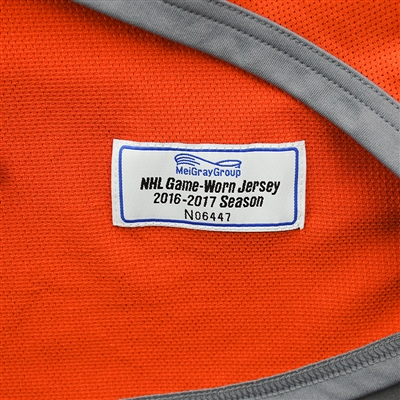 MeiGrayGroup
NHL Game-Worn Jersey
2016-2017 Season
N06447